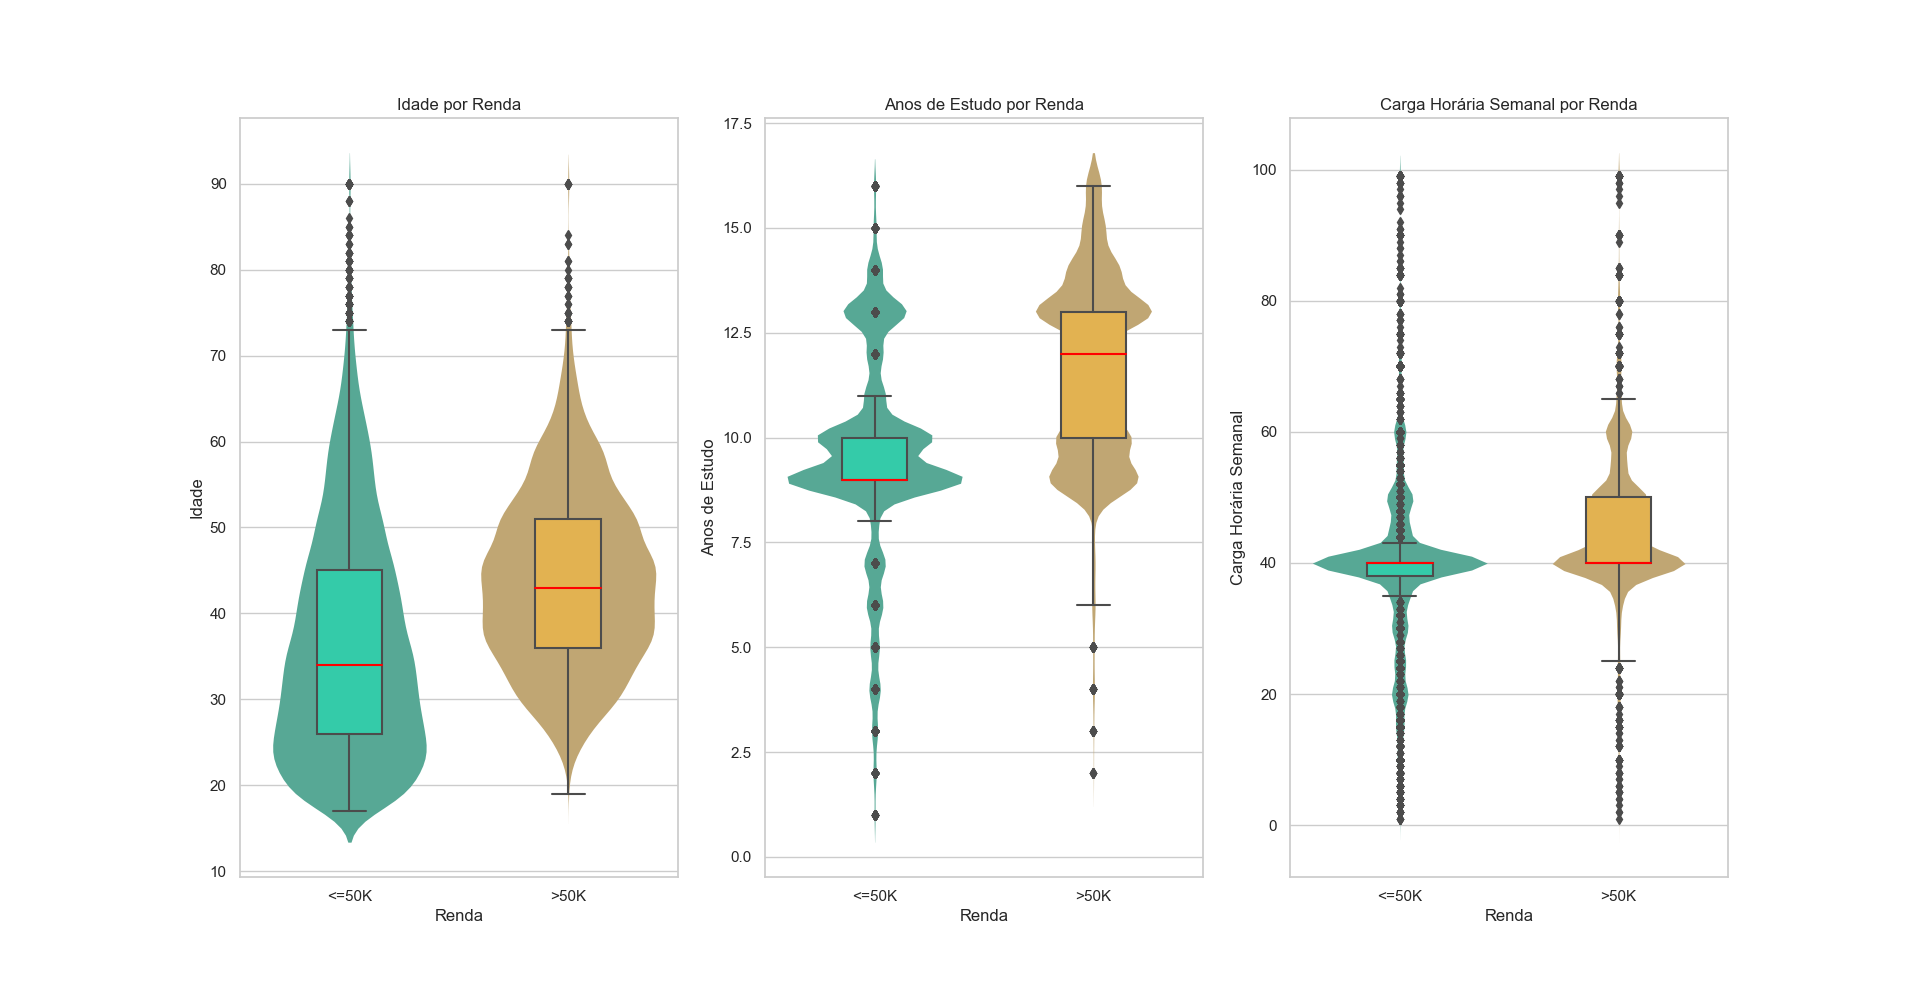 Idade por Renda
Idade
90
80
70
60
50
40
30
20
10
<=50K >50K
Renda
Anos de Estudo por Renda
Anos de Estudo
17.5
15.0
12.5
10.0
7.5
5.0
2.5
0.0
<=50K >50K
Renda
Carga Horária Semanal por Renda
Carga Horária Semanal
100
80
60
40
20
0
<=50K >50K
Renda